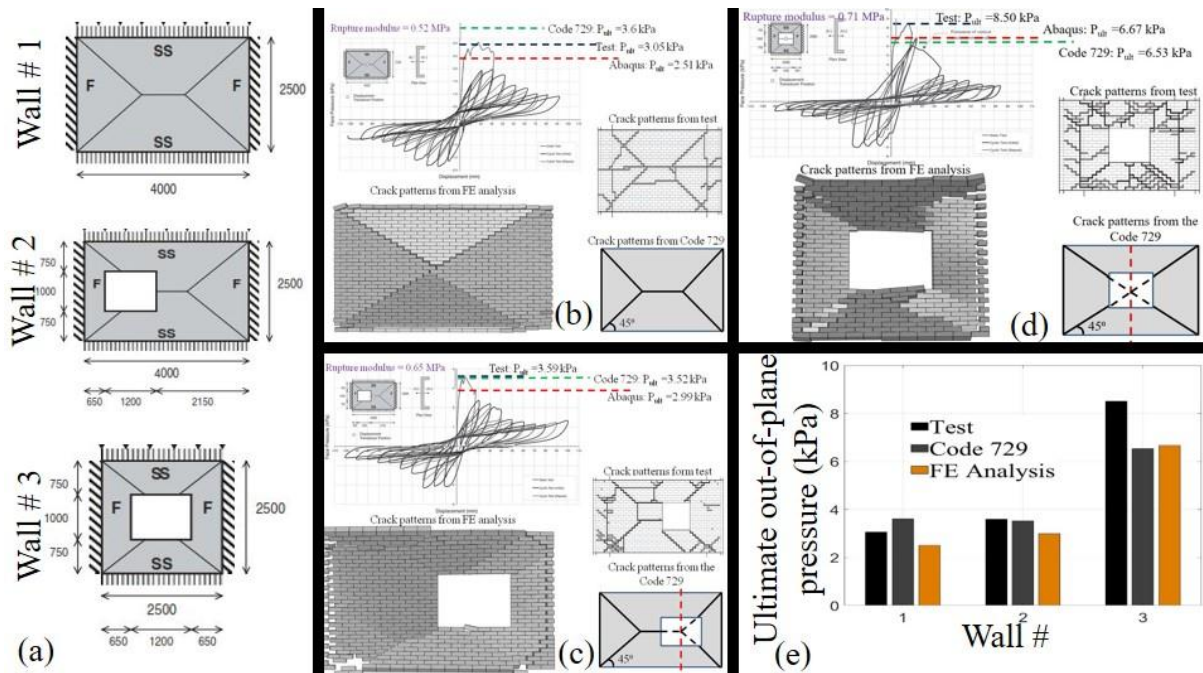 Wall # 1
SS
F
F
SS
2500
4000
Wall # 2
750
1000
750
SS
F
F
SS
2500
4000
650
1200
2150
Wall # 3
750
1000
750
SS
F
F
SS
2500
2500
650
1200
650
(a)
Rupture modulus = 0.52 MPa
Code 729: Pult =3.6 kPa
Test: Pult =3.05 kPa
Abaqus: Pult =2.51 kPa
Face Pressure (kPa)
Displacement (mm)
Crack patterns from test
Crack patterns from FE analysis
Crack patterns from Code 729
45°
(b)
Rupture modulus = 0.65 MPa
Test: Pult =3.59 kPa
Code 729: Pult =3.52 kPa
Abaqus: Pult =2.99 kPa
Crack patterns form test
Crack patterns from FE analysis
Crack patterns from the
Code 729
45°
(c)
Rupture modulus = 0.71 MPa
Test: Pult =8.50 kPa
Abaqus: Pult =6.67 kPa
Code 729: Pult =6.53 kPa
Crack patterns from test
Crack patterns from FE analysis
Crack patterns from the
Code 729
45°
(d)
Ultimate out-of-plane
pressure (kPa)
10
8
6
4
2
0
Test
Code 729
FE Analysis
1
2
3
Wall #
(e)